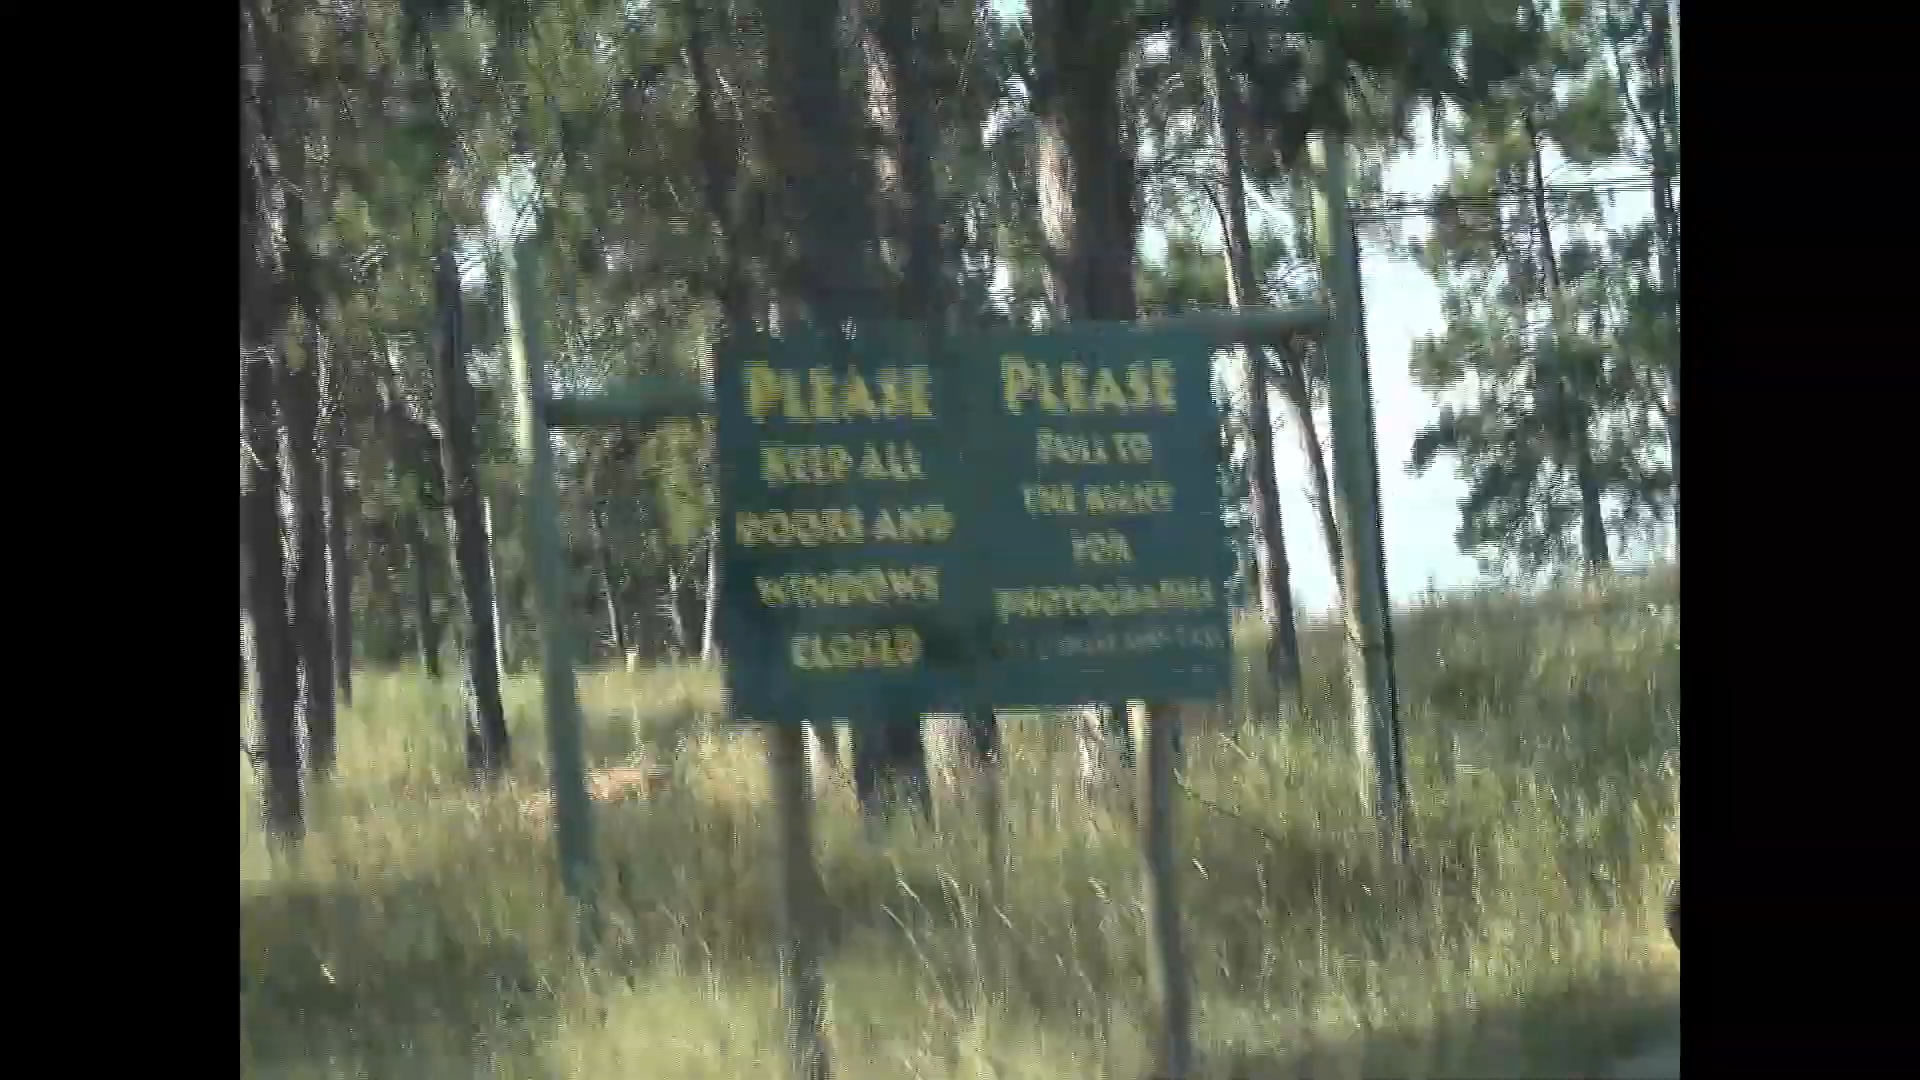 PLEASE
KEEP ALL
DOORS AND
WINDOWS
CLOSED
PLEASE
PULL TO
THE RIGHT
FOR
PHOTOGRAPHS